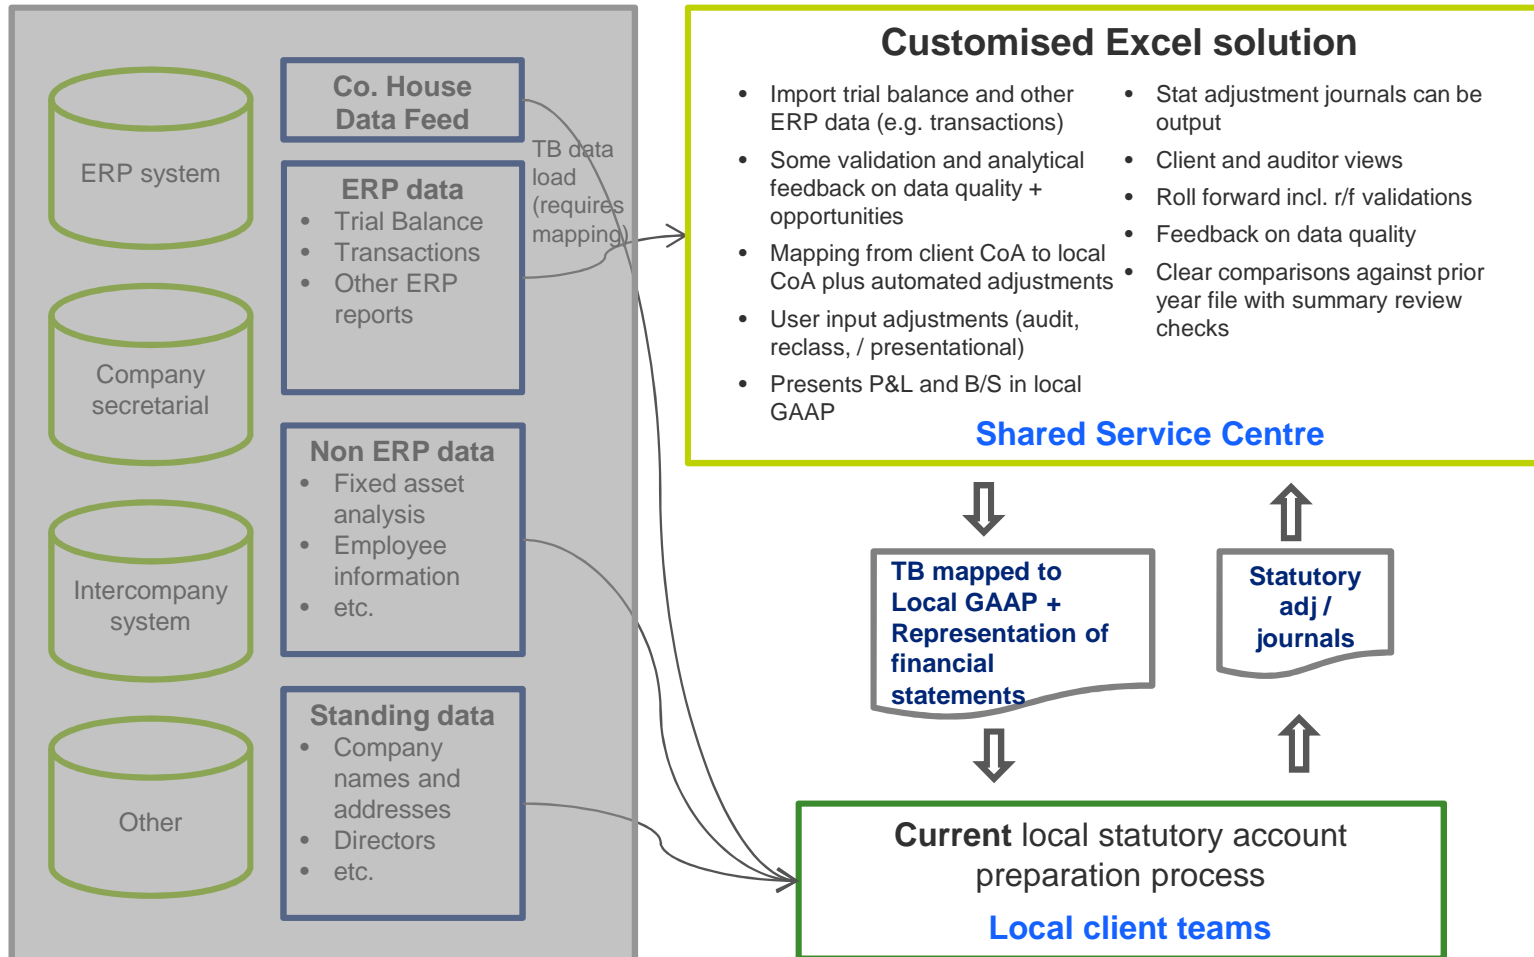 ERP system
Company
secretarial
Intercompany
system
Other
Co. House
Data Feed
ERP data
• Trial Balance
• Transactions
• Other ERP
reports
Non ERP data
• Fixed asset
analysis
• Employee
information
• etc.
Standing data
• Company
names and
addresses
• Directors
• etc.
TB data
load
(requires
mapping)
Customised Excel solution
• Import trial balance and other
ERP data (e.g. transactions)
• Some validation and analytical
feedback on data quality +
opportunities
• Mapping from client CoA to local
CoA plus automated adjustments
• User input adjustments (audit,
reclass, / presentational)
• Presents P&L and B/S in local
GAAP
• Stat adjustment journals can be
output
• Client and auditor views
• Roll forward incl. r/f validations
• Feedback on data quality
• Clear comparisons against prior
year file with summary review
checks
Shared Service Centre
TB mapped to
Local GAAP +
Representation of
financial
statements
Statutory
adj /
journals
Current local statutory account
preparation process
Local client teams